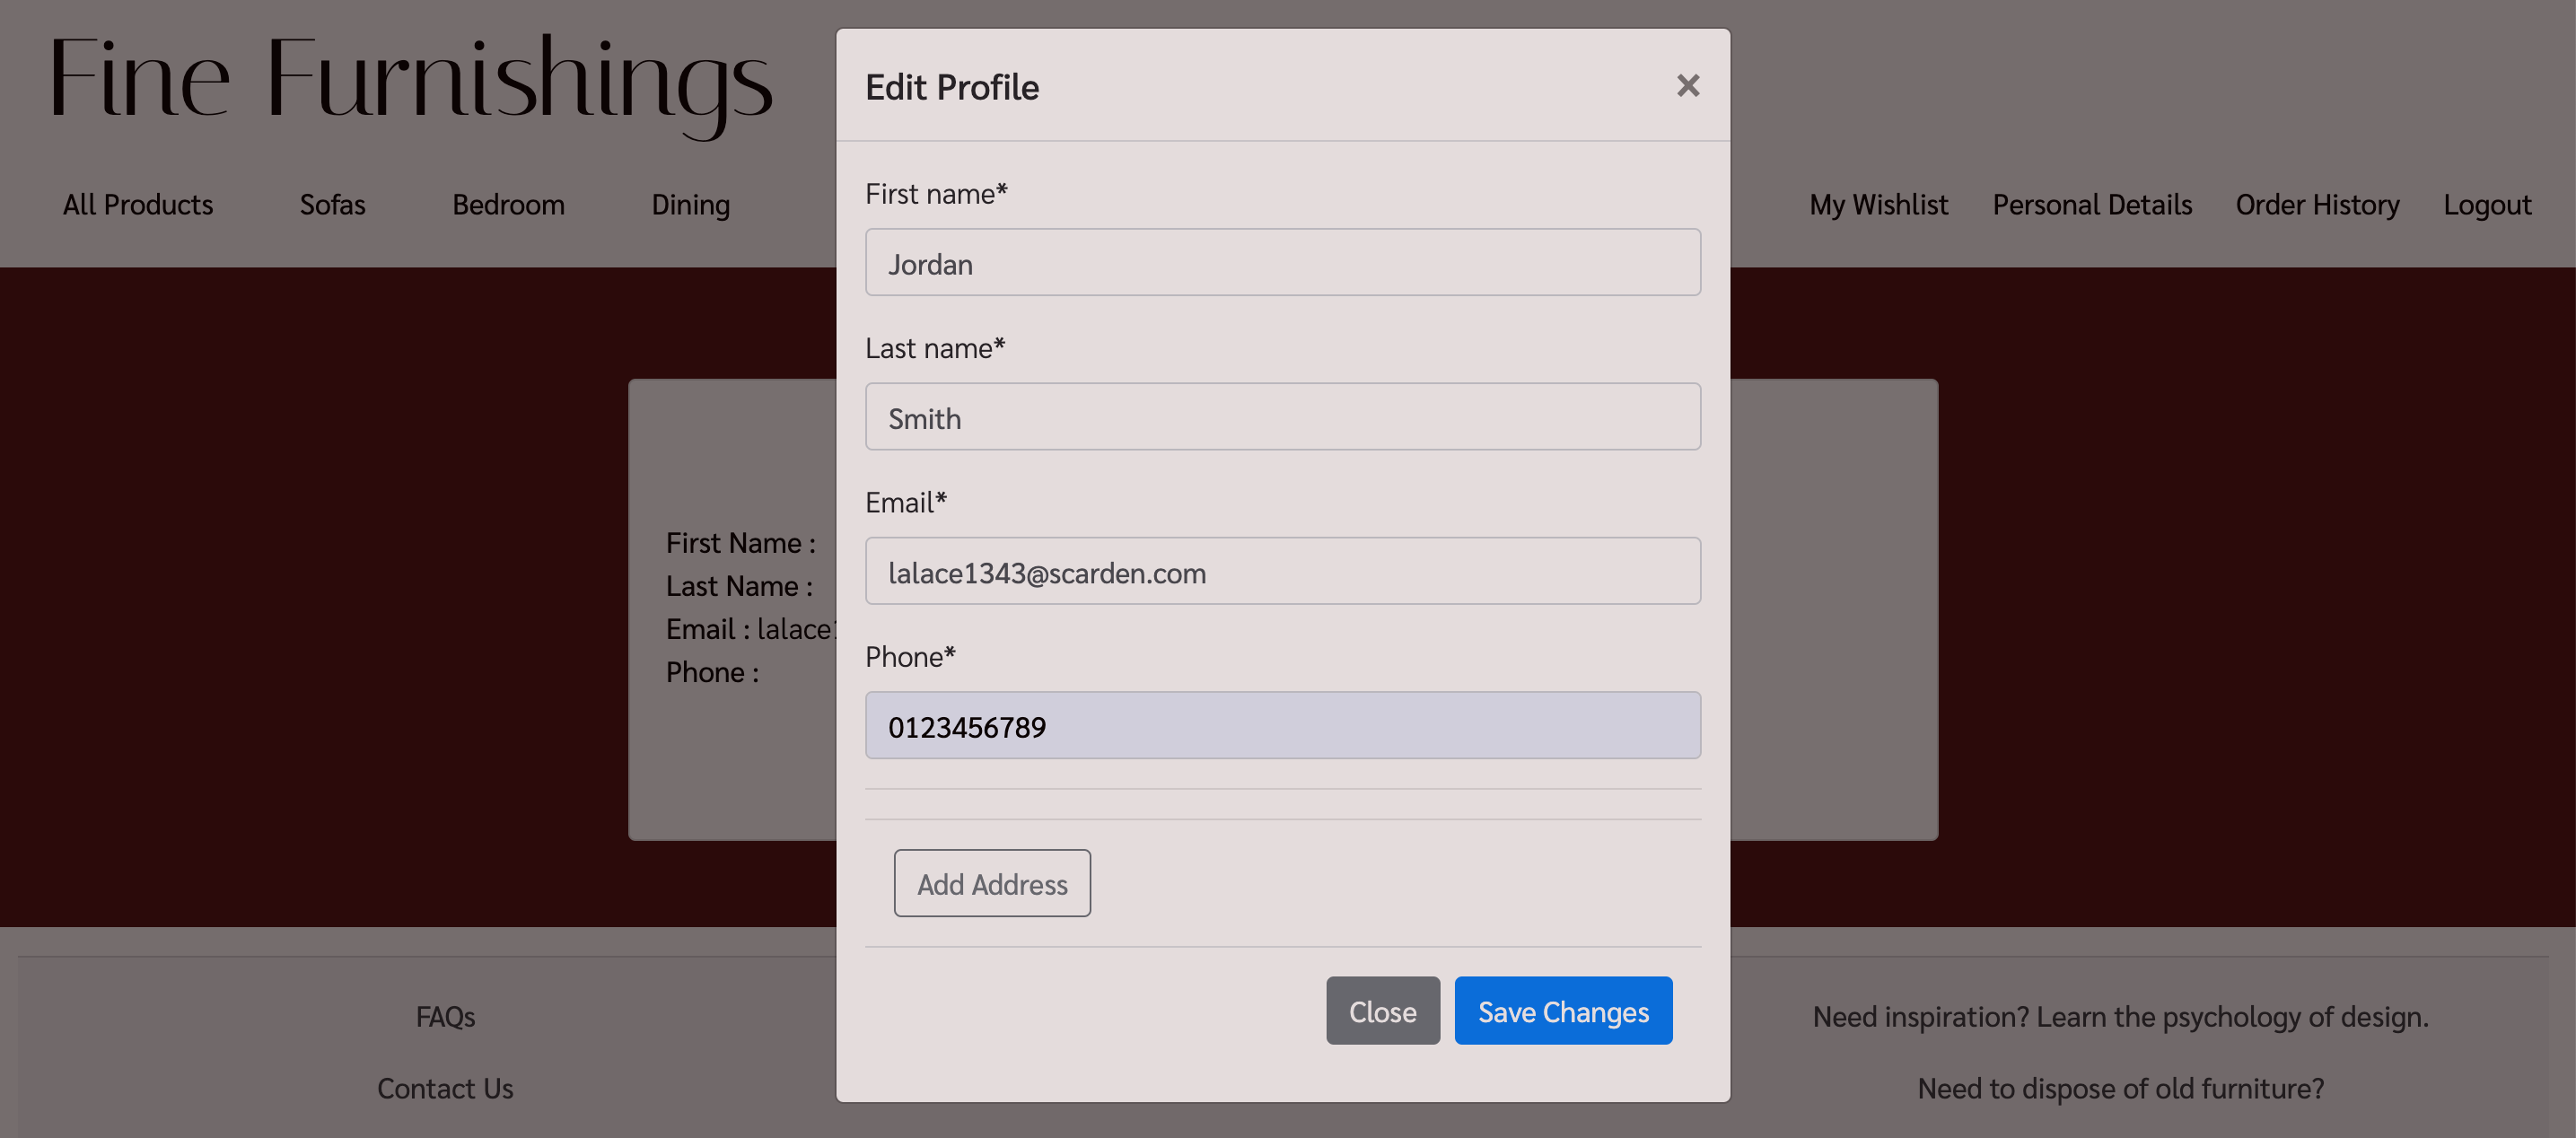 Fine Furnishings
All Products Sofas Bedroom Dining
My Wishlist Personal Details Order History Logout
First Name :
Last Name :
Email : lalace1
Phone :
Edit Profile ×
First name*
Jordan
Last name*
Smith
Email*
lalace1343@scarden.com
Phone*
0123456789
Add Address
Close Save Changes
FAQs
Contact Us
Need inspiration? Learn the psychology of design.
Need to dispose of old furniture?